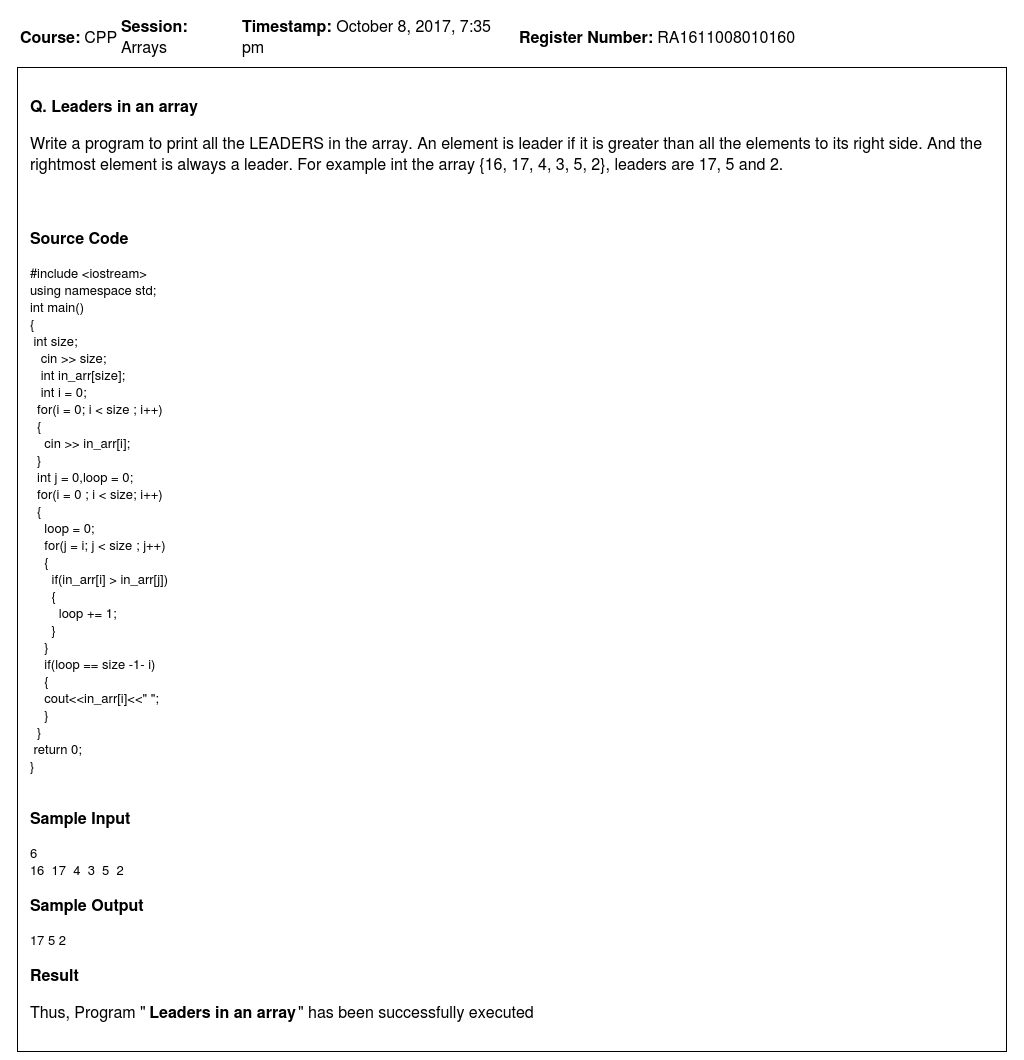 Course: CPP Session: Arrays Timestamp: October 8, 2017, 7:35 pm Register Number: RA1611008010160
Q. Leaders in an array
Write a program to print all the LEADERS in the array. An element is leader if it is greater than all the elements to its right side. And the
rightmost element is always a leader. For example int the array {16, 17, 4, 3, 5, 2}, leaders are 17, 5 and 2.
Source Code
#include <iostream>
using namespace std;
int main()
{
int size;
cin >> size;
int in_arr[size];
int i = 0;
for(i = 0; i < size ; i++)
{
cin >> in_arr[i];
}
int j = 0,loop = 0;
for(i = 0 ; i < size; i++)
{
loop = 0;
for(j = i; j < size ; j++)
{
if(in_arr[i] > in_arr[j])
{
loop += 1;
}
}
if(loop == size -1- i)
{
cout<<in_arr[i]<<" ";
}
}
return 0;
}
Sample Input
6
16 17 4 3 5 2
Sample Output
17 5 2
Result
Thus, Program " Leaders in an array" has been successfully executed